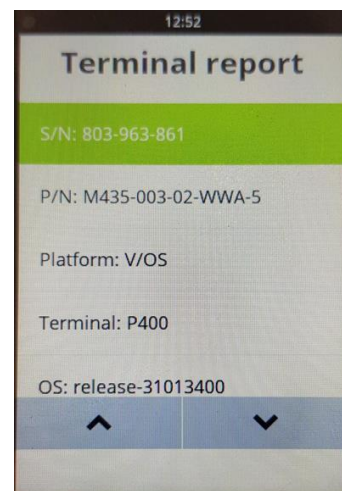 12:52
Terminal report
S/N: 803-963-861
P/N: M435-003-02-WWA-5
Platform: V/OS
Terminal: P400
OS: release-31013400